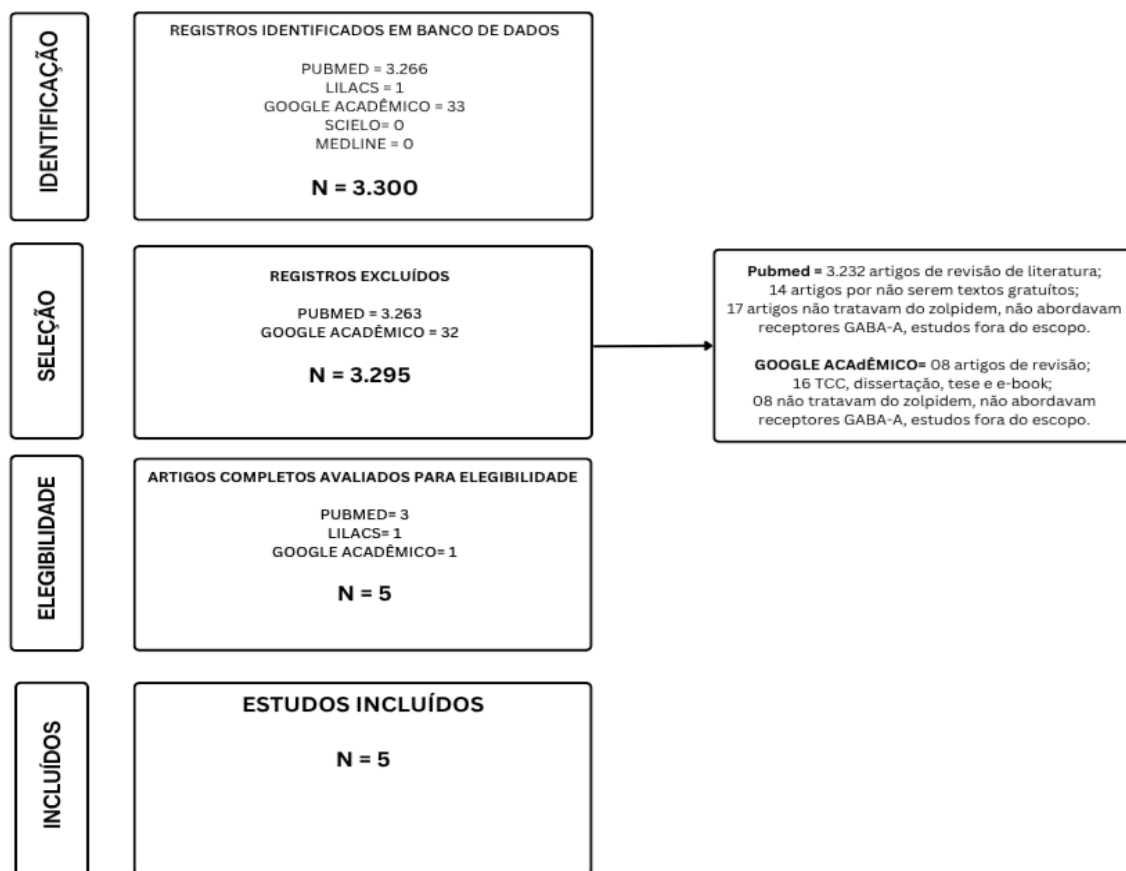 IDENTIFICAÇÃO
REGISTROS IDENTIFICADOS EM BANCO DE DADOS
PUBMED = 3.266
LILACS = 1
GOOGLE ACADÊMICO = 33
SCIELO= 0
MEDLINE = 0
N = 3.300
SELEÇÃO
REGISTROS EXCLUÍDOS
PUBMED = 3.263
GOOGLE ACADÊMICO = 32
N = 3.295
Pubmed = 3.232 artigos de revisão de literatura;
14 artigos por não serem textos gratuítos;
17 artigos não tratavam do zolpidem, não abordavam
receptores GABA-A, estudos fora do escopo.
GOOGLE ACAdÊMICO= 08 artigos de revisão;
16 TCC, dissertação, tese e e-book;
08 não tratavam do zolpidem, não abordavam
receptores GABA-A, estudos fora do escopo.
ELEGIBILIDADE
ARTIGOS COMPLETOS AVALIADOS PARA ELEGIBILIDADE
PUBMED= 3
LILACS= 1
GOOGLE ACADÊMICO= 1
N = 5
INCLUÍDOS
ESTUDOS INCLUÍDOS
N = 5